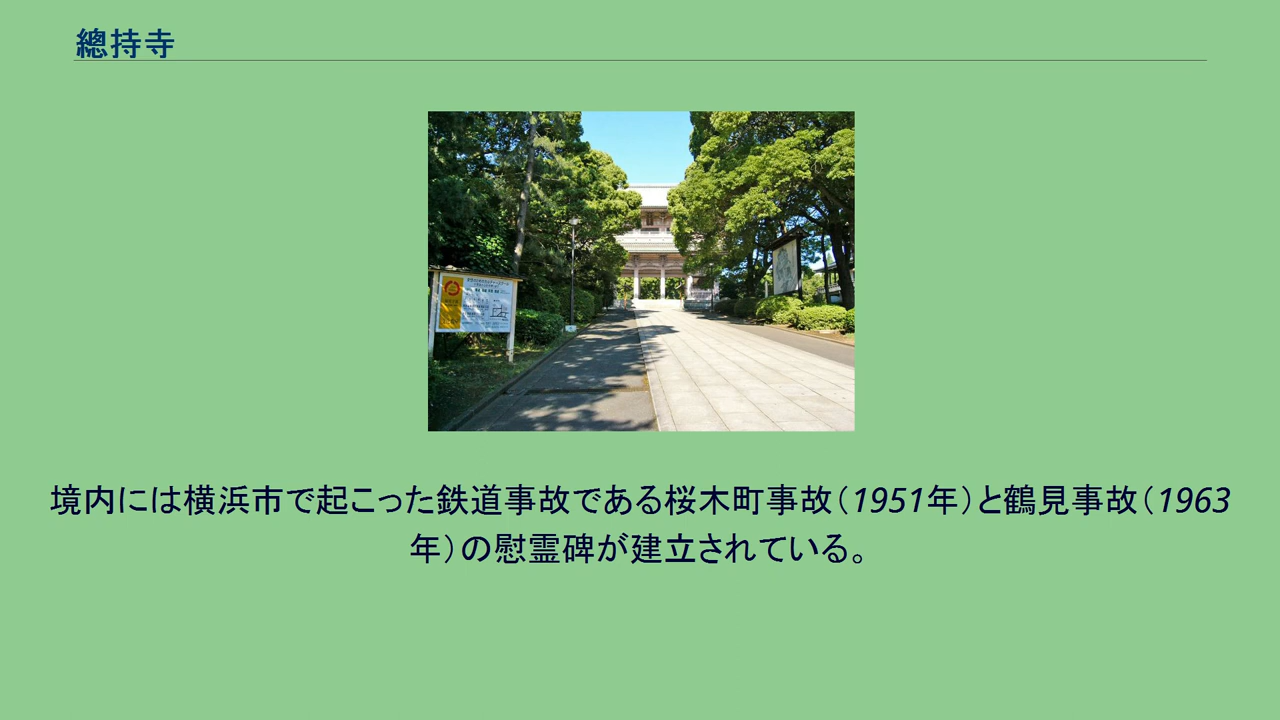 總持寺
境内には横浜市で起こった鉄道事故である桜木町事故（1951年）と鶴見事故（1963
年）の慰霊碑が建立されている。